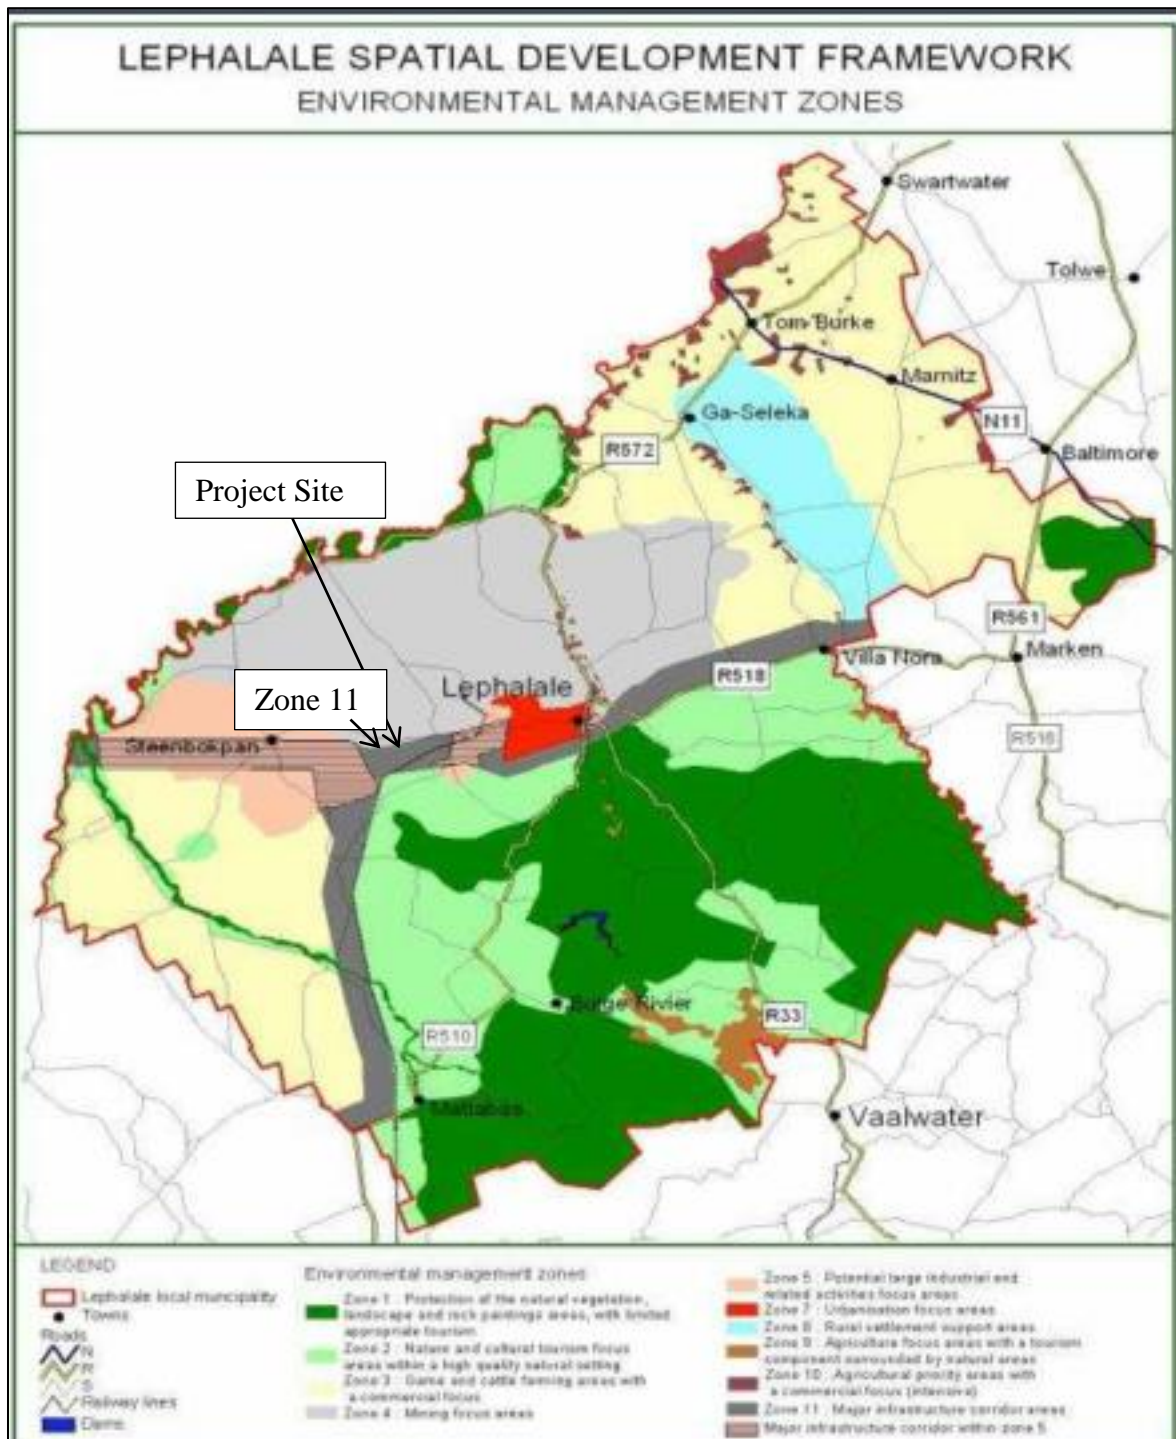 LEPHALALE SPATIAL DEVELOPMENT FRAMEWORK
ENVIRONMENTAL MANAGEMENT ZONES
Swartwater
Tolwe
Tom Burke
Marnitz
Ga-Seleka
N11
R572
Baltimore
Project Site
R561
Marken
Villa Nora
R518
Lephalale
Zone 11
Steenbokpan
R516
Bulge Rivier
R33
R510
Matlabas
Vaalwater
LEGEND
Lephalale local muncipality
Towns
Roads
N
R
S
Railway lines
Dams
Environmental management zones
Zone 1 : Protection of the natural vegetation,
landscape and rock paintings areas, with limited
appropriate tourism
Zone 2 : Nature and cultural tourism focus
areas within a high quality natural setting
Zone 3 : Game and cattle farming areas with
a commercial focus
Zone 4 : Mining focus areas
Zone 5 : Potential large industrial and
related activities focus areas
Zone 7 : Urbanisation focus areas
Zone 8 : Rural settlement support areas
Zone 9 : Agriculture focus areas with a tourism
component surrounded by natural areas
Zone 10 : Agricultural priority areas with
a commercial focus (intensive)
Zone 11 : Major infrastructure corridor areas
Major infrastructure corridor within zone 5